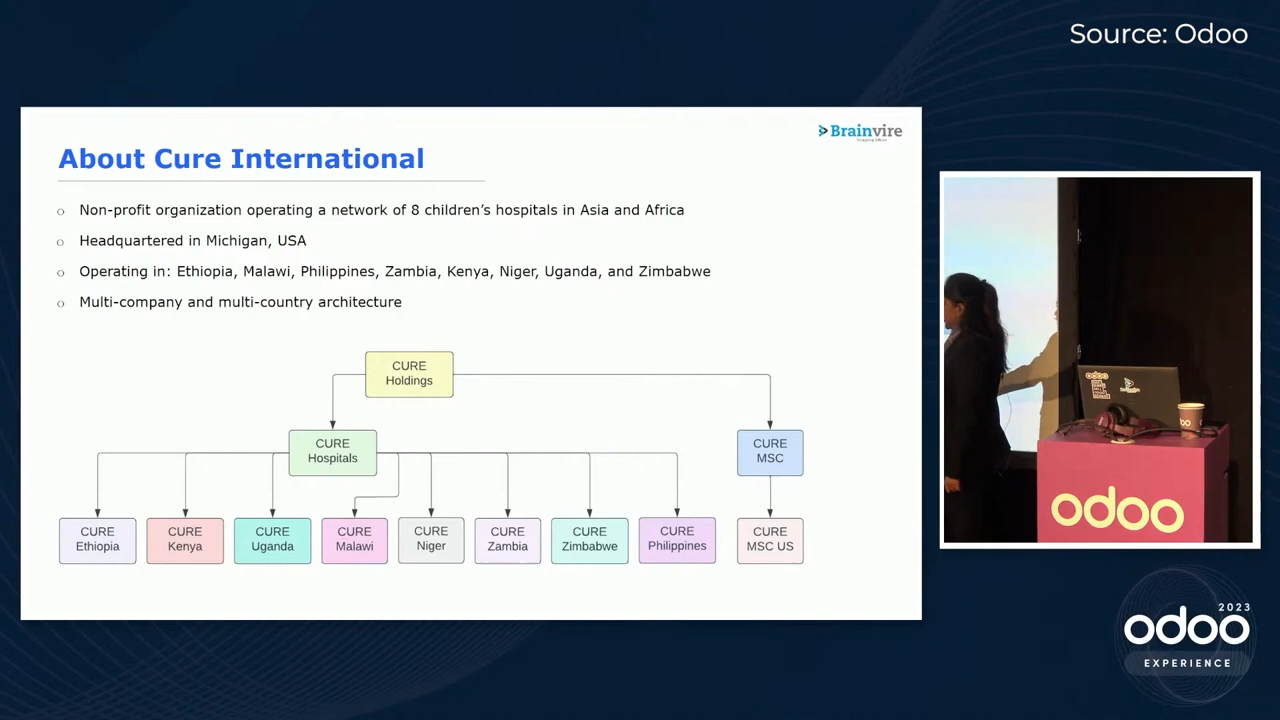 Source: Odoo
Brainvire
About Cure International
Non-profit organization operating a network of 8 children's hospitals in Asia and Africa
Headquartered in Michigan, USA
Operating in: Ethiopia, Malawi, Philippines, Zambia, Kenya, Niger, Uganda, and Zimbabwe
Multi-company and multi-country architecture
CURE
Holdings
CURE
Hospitals
CURE
MSC
CURE
Ethiopia
CURE
Kenya
CURE
Uganda
CURE
Malawi
CURE
Niger
CURE
Zambia
CURE
Zimbabwe
CURE
Philippines
CURE
MSC US
odoo
odoo
2023
odoo
EXPERIENCE